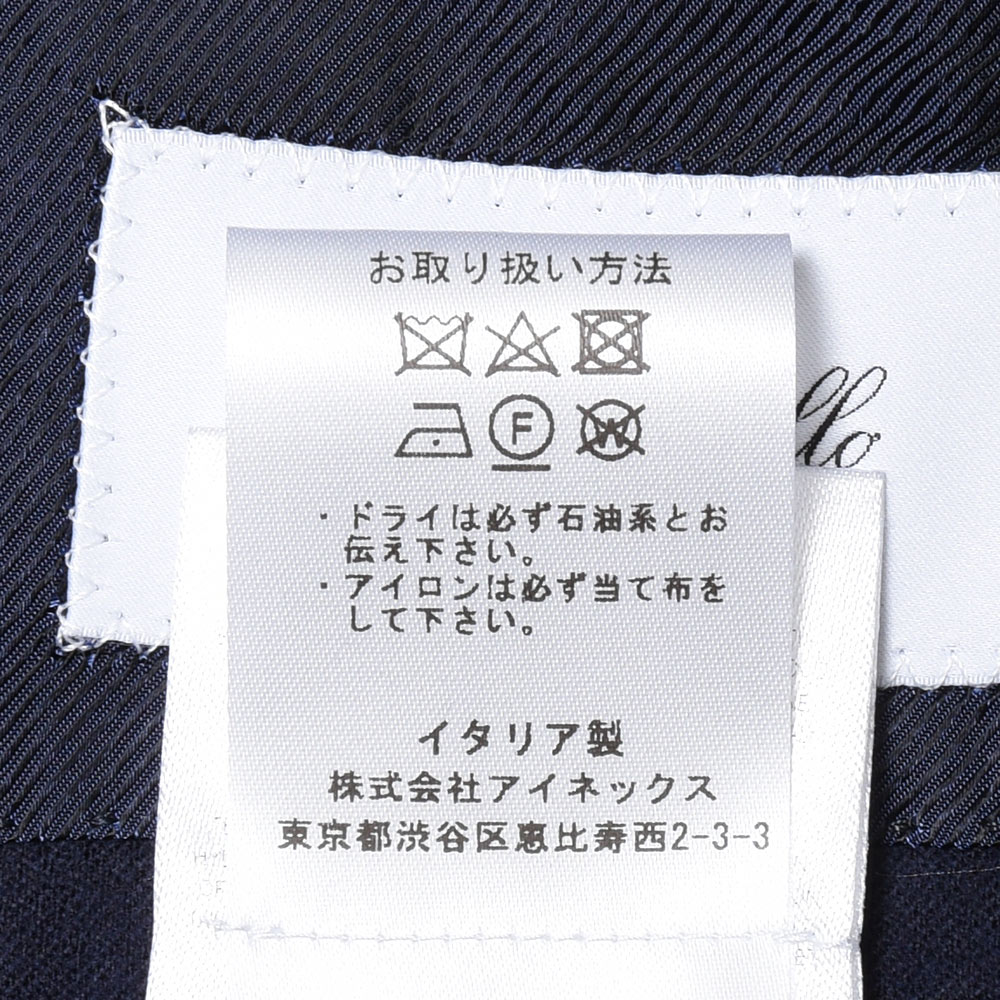 お取り扱い方法
F W
・ドライは必ず石油系とお
伝え下さい。
・アイロンは必ず当て布を
して下さい。
イタリア製
株式会社アイネックス
東京都渋谷区恵比寿西2-3-3
llo